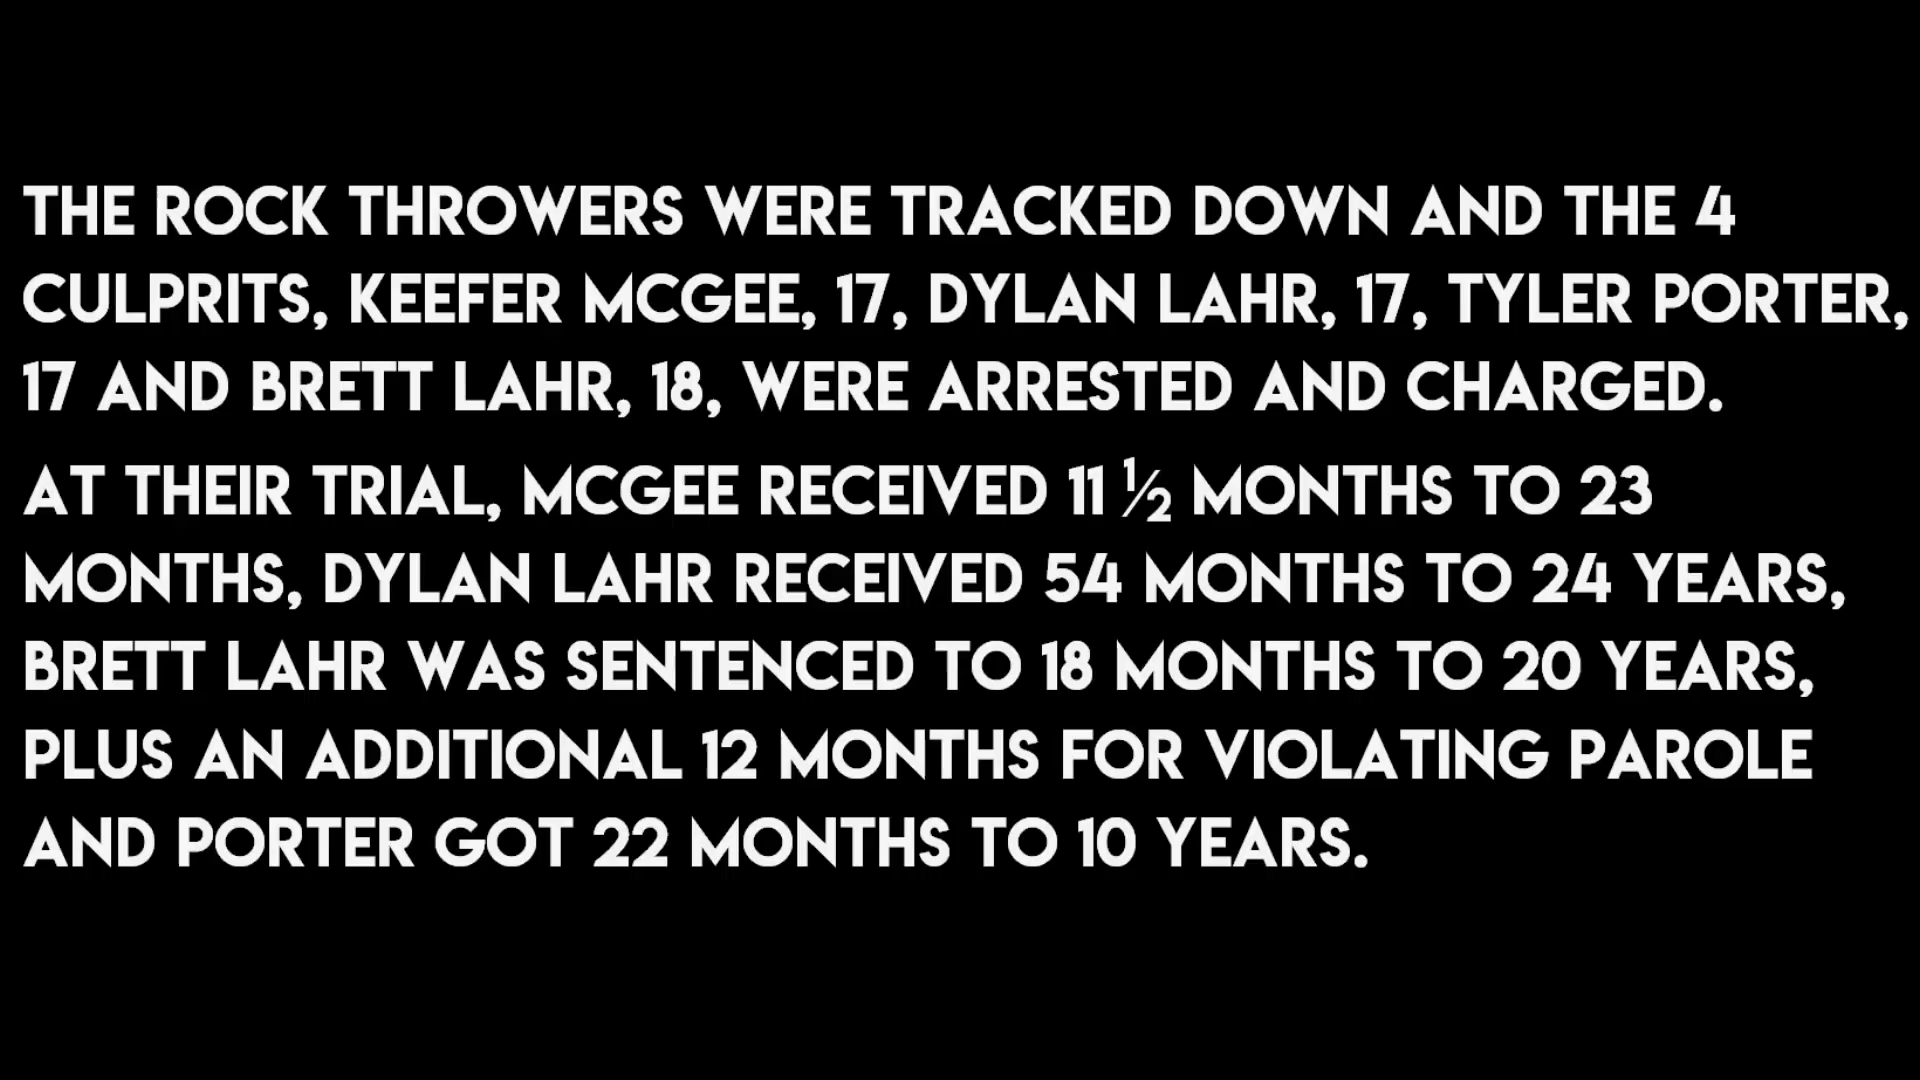 THE ROCK THROWERS WERE TRACKED DOWN AND THE 4
CULPRITS, KEEFER MCGEE, 17, DYLAN LAHR, 17, TYLER PORTER,
17 AND BRETT LAHR, 18, WERE ARRESTED AND CHARGED.
AT THEIR TRIAL, MCGEE RECEIVED 11 ½ MONTHS TO 23
MONTHS, DYLAN LAHR RECEIVED 54 MONTHS TO 24 YEARS,
BRETT LAHR WAS SENTENCED TO 18 MONTHS TO 20 YEARS,
PLUS AN ADDITIONAL 12 MONTHS FOR VIOLATING PAROLE
AND PORTER GOT 22 MONTHS TO 10 YEARS.